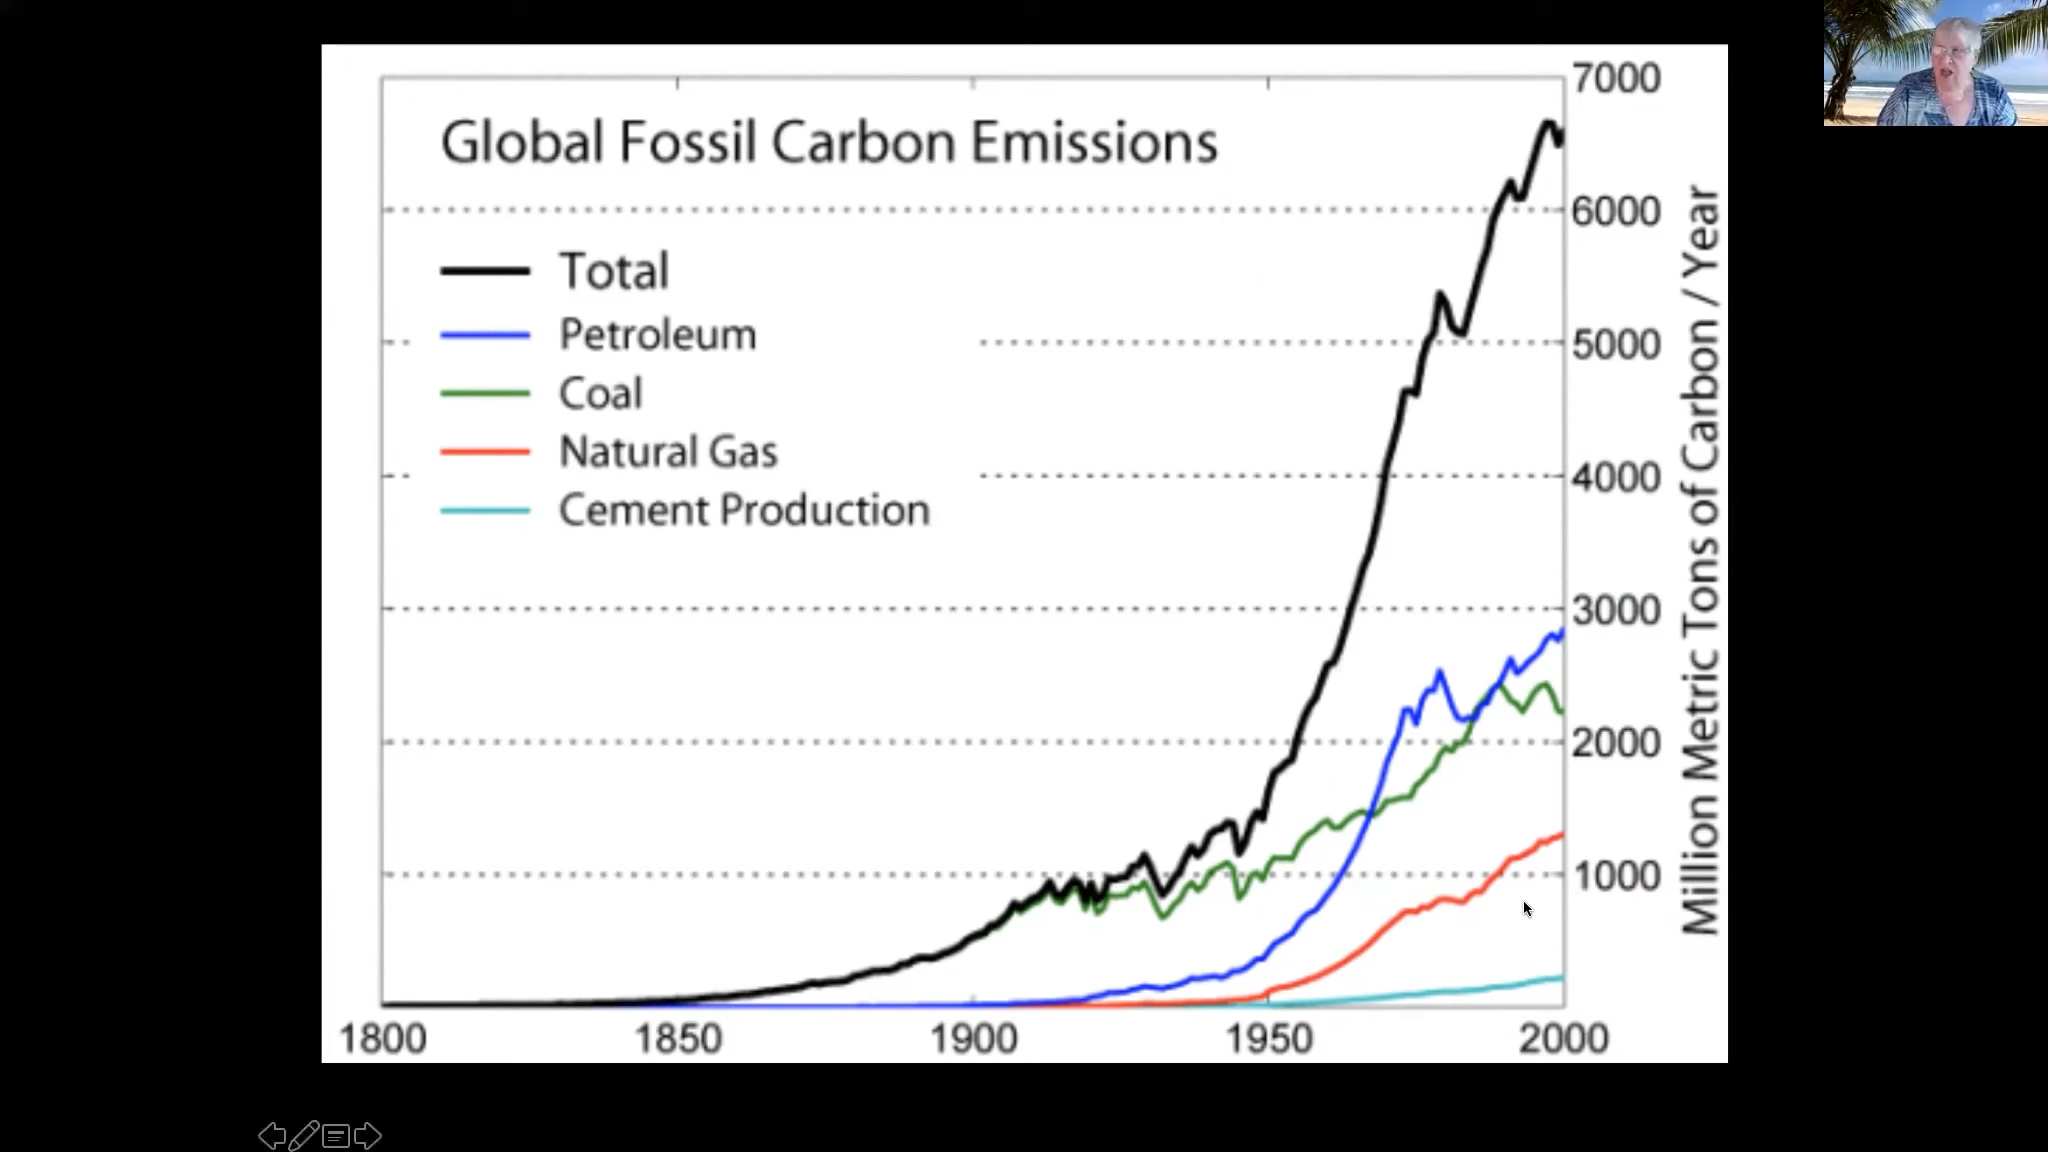 Global Fossil Carbon Emissions
Total
Petroleum
Coal
Natural Gas
Cement Production
7000
6000
5000
4000
3000
2000
1000
Million Metric Tons of Carbon / Year
1800 1850 1900 1950 2000